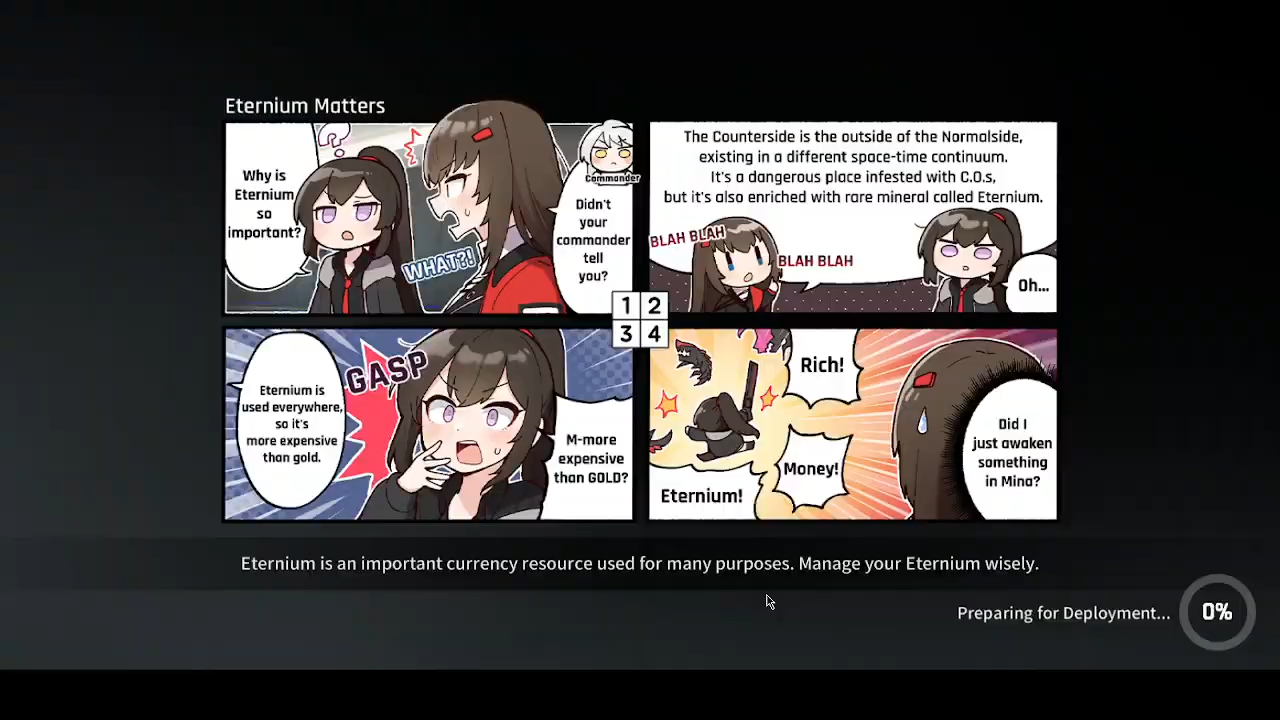 Eternium Matters
Why is
Eternium
so
important?
WHAT?!
Commander
Didn't
your
commander
tell
you?
The Counterside is the outside of the Normalside,
existing in a different space-time continuum.
It's a dangerous place infested with C.O.s,
but it's also enriched with rare mineral called Eternium.
BLAH BLAH
BLAH BLAH
Oh...
1 2
3 4
Eternium is
used everywhere,
so it's
more expensive
than gold.
GASP
M-more
expensive
than GOLD?
Rich!
Money!
Eternium!
Did I
just awaken
something
in Mina?
Eternium is an important currency resource used for many purposes. Manage your Eternium wisely.
Preparing for Deployment...
0%